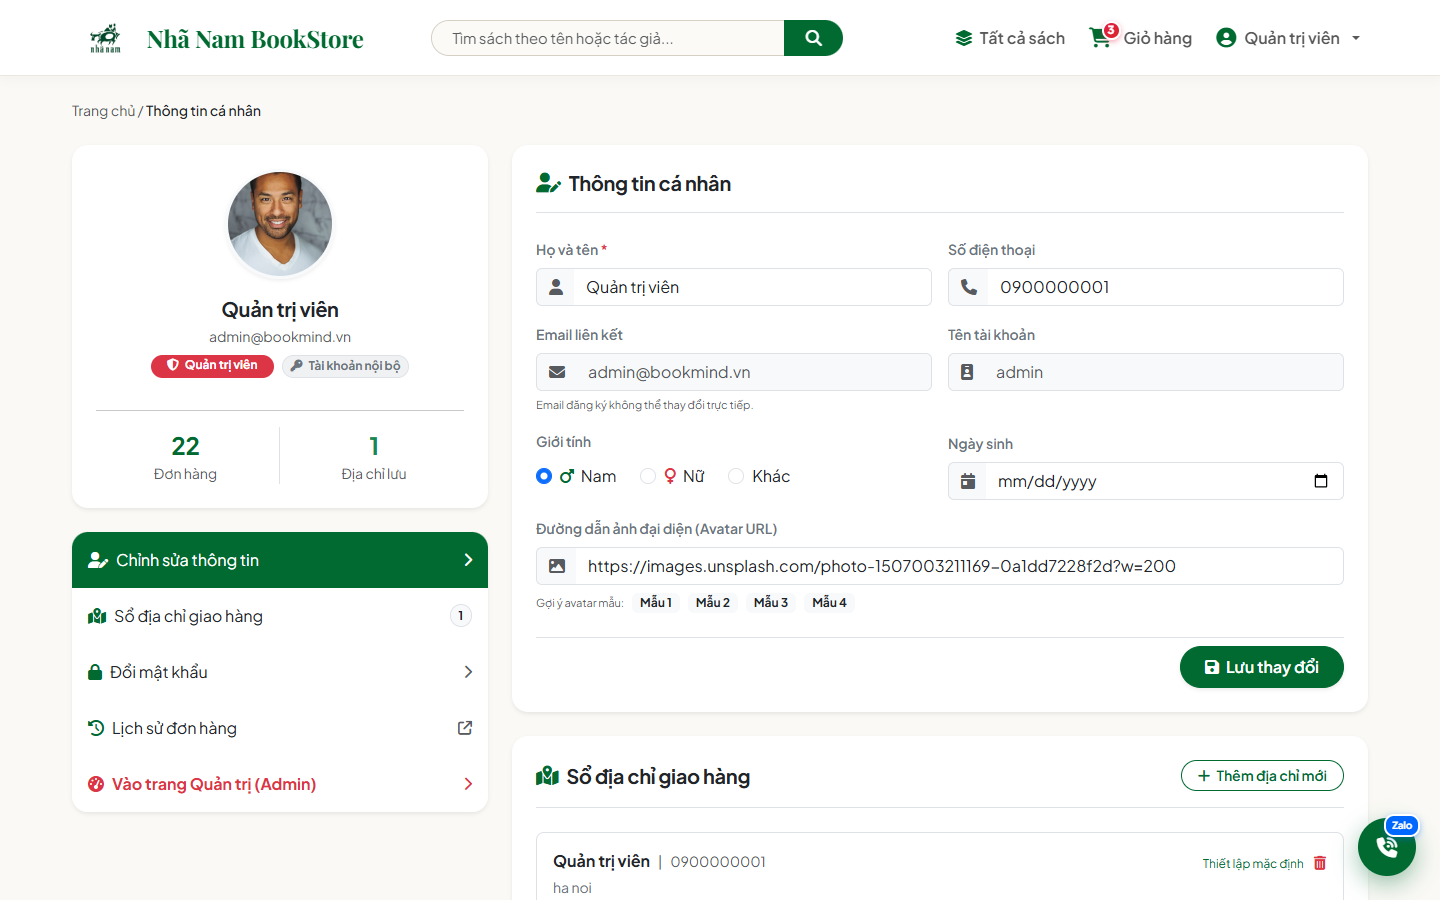 nhã nam
Nhã Nam BookStore
Tìm sách theo tên hoặc tác giả...
Tất cả sách
3
Giỏ hàng
Quản trị viên
Trang chủ / Thông tin cá nhân
Quản trị viên
admin@bookmind.vn
Quản trị viên
Tài khoản nội bộ
22
Đơn hàng
1
Địa chỉ lưu
Chỉnh sửa thông tin
Sổ địa chỉ giao hàng
1
Đổi mật khẩu
Lịch sử đơn hàng
Vào trang Quản trị (Admin)
Thông tin cá nhân
Họ và tên *
Số điện thoại
Quản trị viên
0900000001
Email liên kết
Tên tài khoản
admin@bookmind.vn
admin
Email đăng ký không thể thay đổi trực tiếp.
Giới tính
Ngày sinh
Nam
Nữ
Khác
mm/dd/yyyy
Đường dẫn ảnh đại diện (Avatar URL)
https://images.unsplash.com/photo-1507003211169-0a1dd7228f2d?w=200
Gợi ý avatar mẫu:
Mẫu 1
Mẫu 2
Mẫu 3
Mẫu 4
Lưu thay đổi
Sổ địa chỉ giao hàng
Thêm địa chỉ mới
Quản trị viên | 0900000001
Thiết lập mặc định
ha noi
Zalo